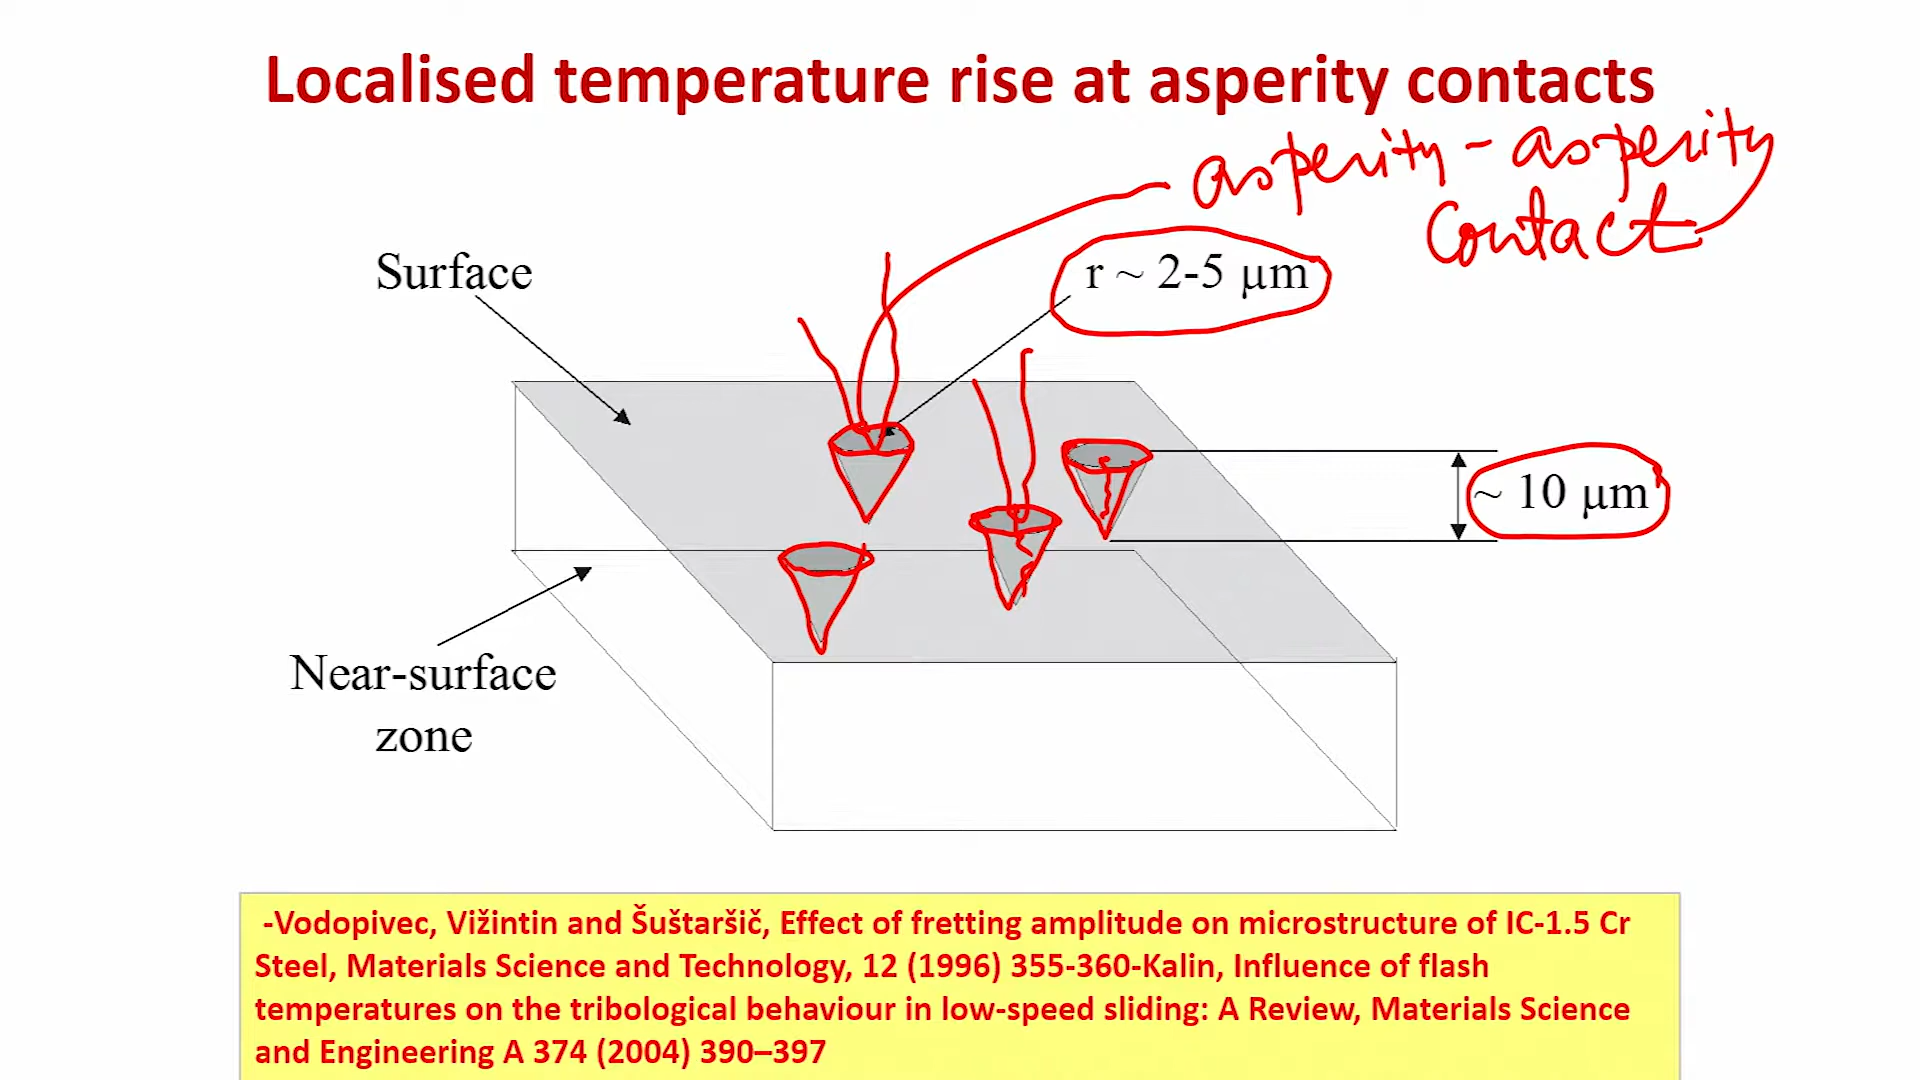 Localised temperature rise at asperity contacts
asperity - asperity
contact
Surface
r ~ 2-5 µm
~ 10 µm
Near-surface
zone
-Vodopivec, Vižintin and Šuštaršič, Effect of fretting amplitude on microstructure of IC-1.5 Cr
Steel, Materials Science and Technology, 12 (1996) 355-360-Kalin, Influence of flash
temperatures on the tribological behaviour in low-speed sliding: A Review, Materials Science
and Engineering A 374 (2004) 390–397